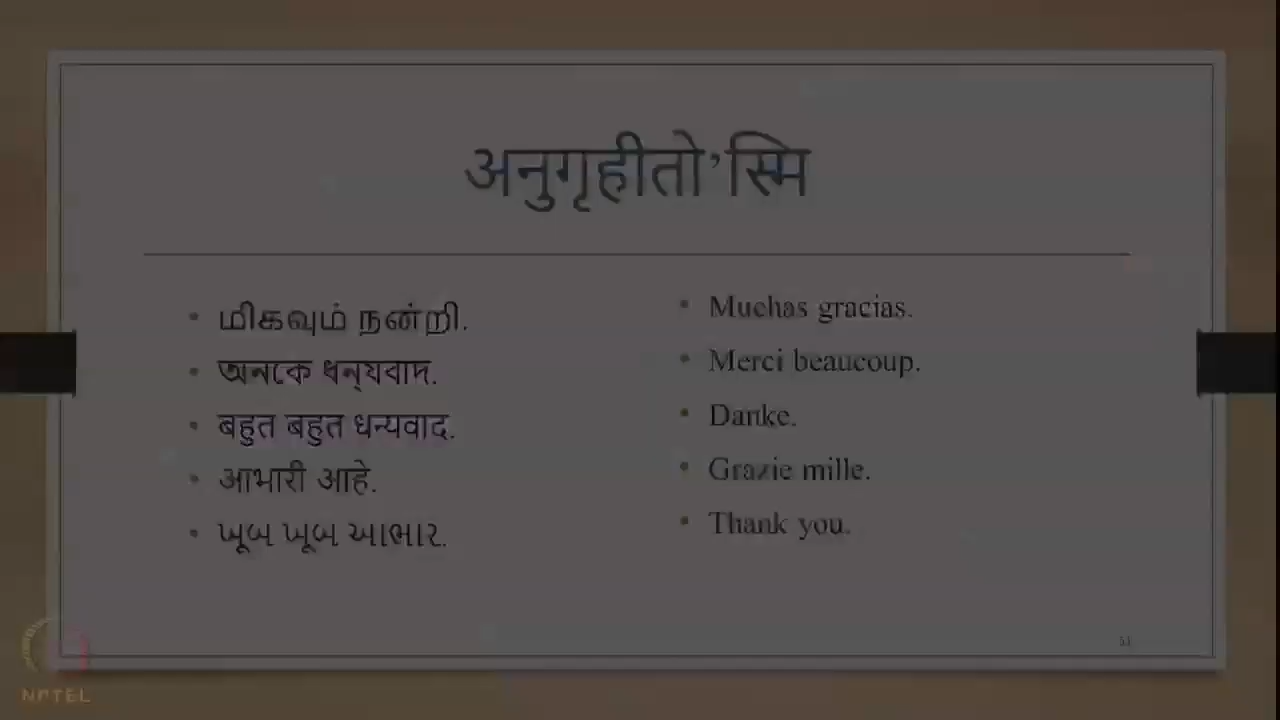 अनुगृहीतो’स्मि
மிகவும் நன்றி.
অনেক ধন্যবাদ.
बहुत बहुत धन्यवाद.
आभारी आहे.
ખૂબ ખૂબ આભાર.
Muchas gracias.
Merci beaucoup.
Danke.
Grazie mille.
Thank you.
51
NPTEL